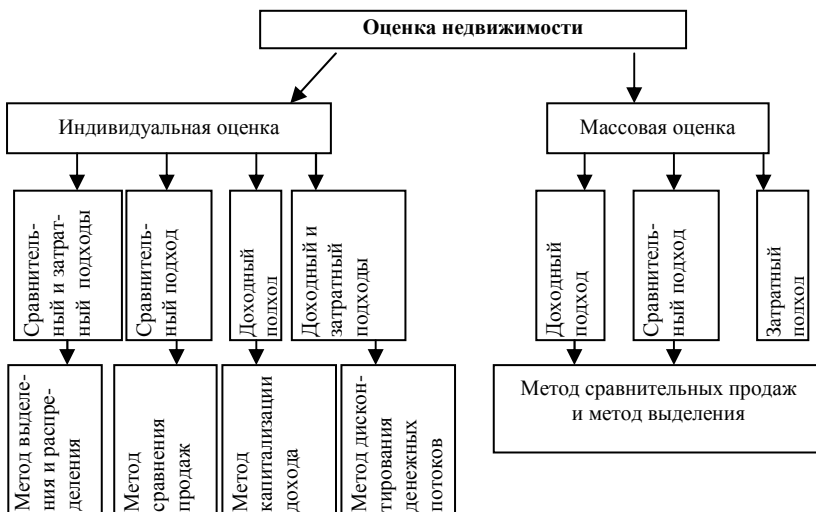 Оценка недвижимости
Индивидуальная оценка
Массовая оценка
Сравнитель-
ный и затрат-
ный подходы
Сравнитель-
ный подход
Доходный
подход
Доходный и
затратный
подходы
Доходный
подход
Сравнитель-
ный подход
Затратный
подход
Метод выделе-
ния и распре-
деления
Метод
сравнения
продаж
Метод
капитализации
дохода
Метод дискон-
тирования
денежных
потоков
Метод сравнительных продаж
и метод выделения